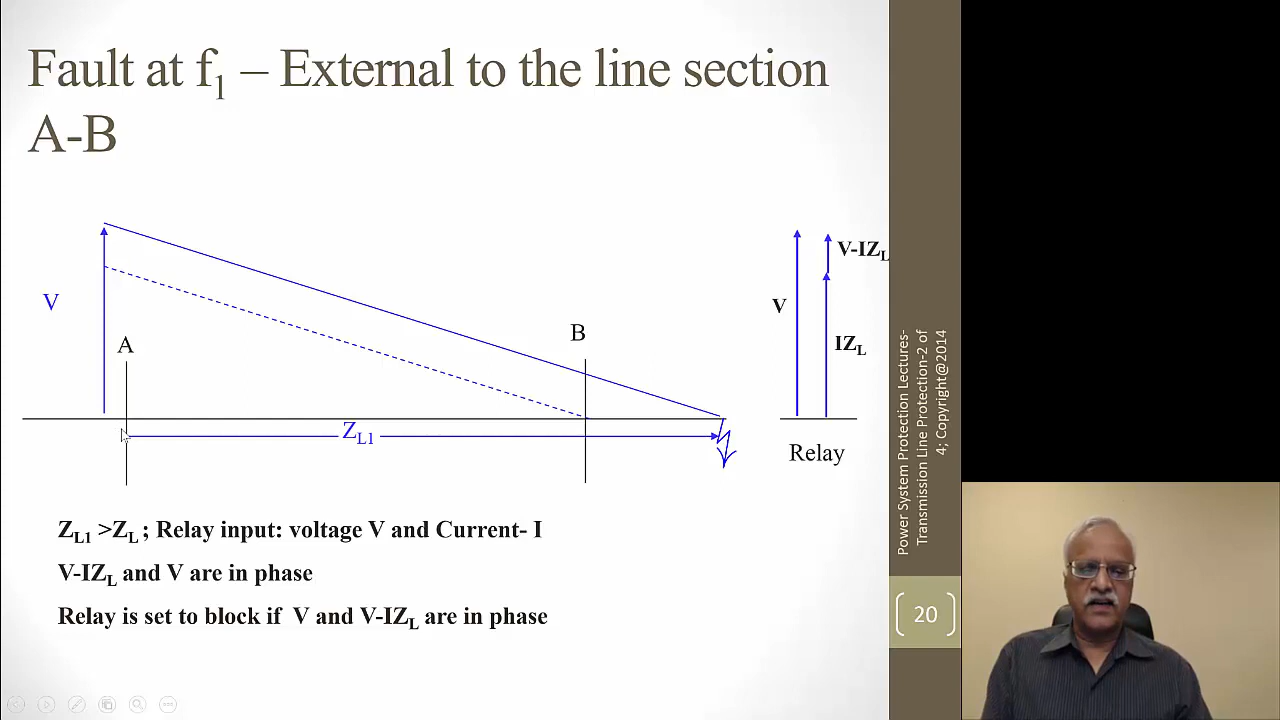 Fault at f1 – External to the line section
A-B
V
A
B
ZL1
V-IZL
V
IZL
Relay
ZL1 >ZL ; Relay input: voltage V and Current- I
V-IZL and V are in phase
Relay is set to block if V and V-IZL are in phase
Power System Protection Lectures-
Transmission Line Protection-2 of
4; Copyright@2014
20